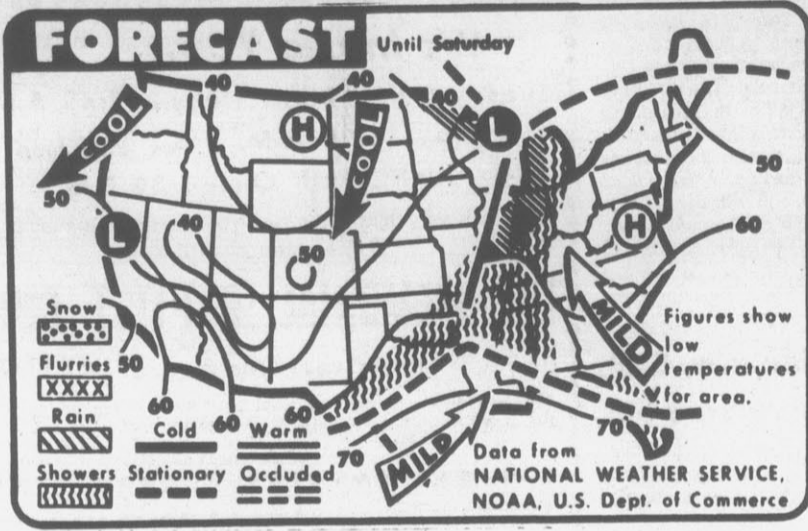 FORECAST
Until Saturday
40
40
40
COOL
COOL
H
L
50
50
L
40
50
H
60
MILD
Snow
Flurries
Rain
Showers
50
60
60
60
70
70
Cold
Warm
Stationary
Occluded
MILD
Figures show
low
temperatures
for area.
Data from
NATIONAL WEATHER SERVICE,
NOAA, U.S. Dept. of Commerce